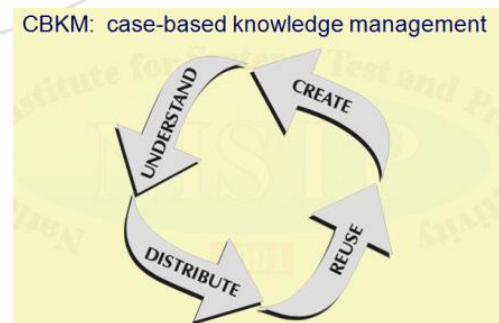 CBKM: case-based knowledge management
CREATE
UNDERSTAND
DISTRIBUTE
REUSE